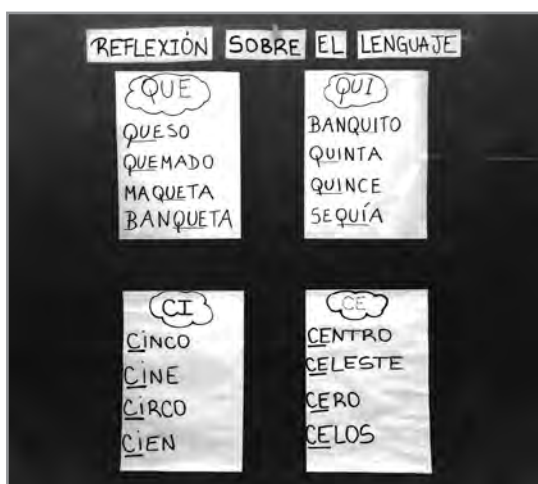 REFLEXIÓN SOBRE EL LENGUAJE
QUE
QUESO
QUEMADO
MAQUETA
BANQUETA
QUI
BANQUITO
QUINTA
QUINCE
SEQUÍA
CI
CINCO
CINE
CIRCO
CIEN
CE
CENTRO
CELESTE
CERO
CELOS